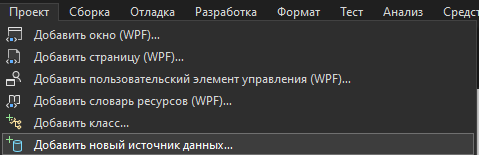 Проект Сборка Отладка Разработка Формат Тест Анализ
Добавить окно (WPF)...
Добавить страницу (WPF)...
Добавить пользовательский элемент управления (WPF)...
Добавить словарь ресурсов (WPF)...
Добавить класс...
Добавить новый источник данных...